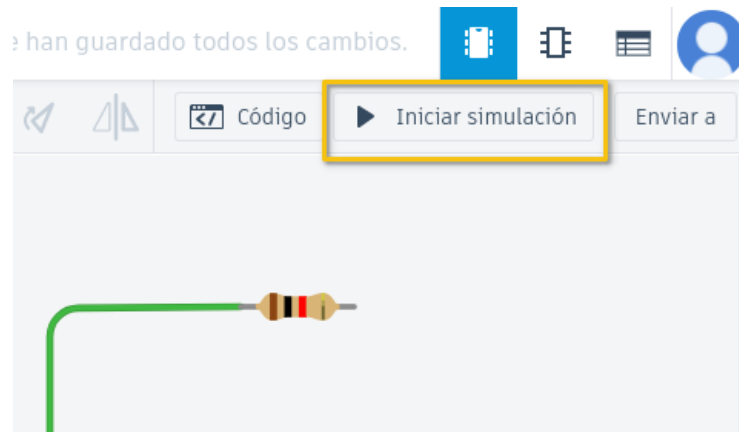 e han guardado todos los cambios.
Código
Iniciar simulación
Enviar a